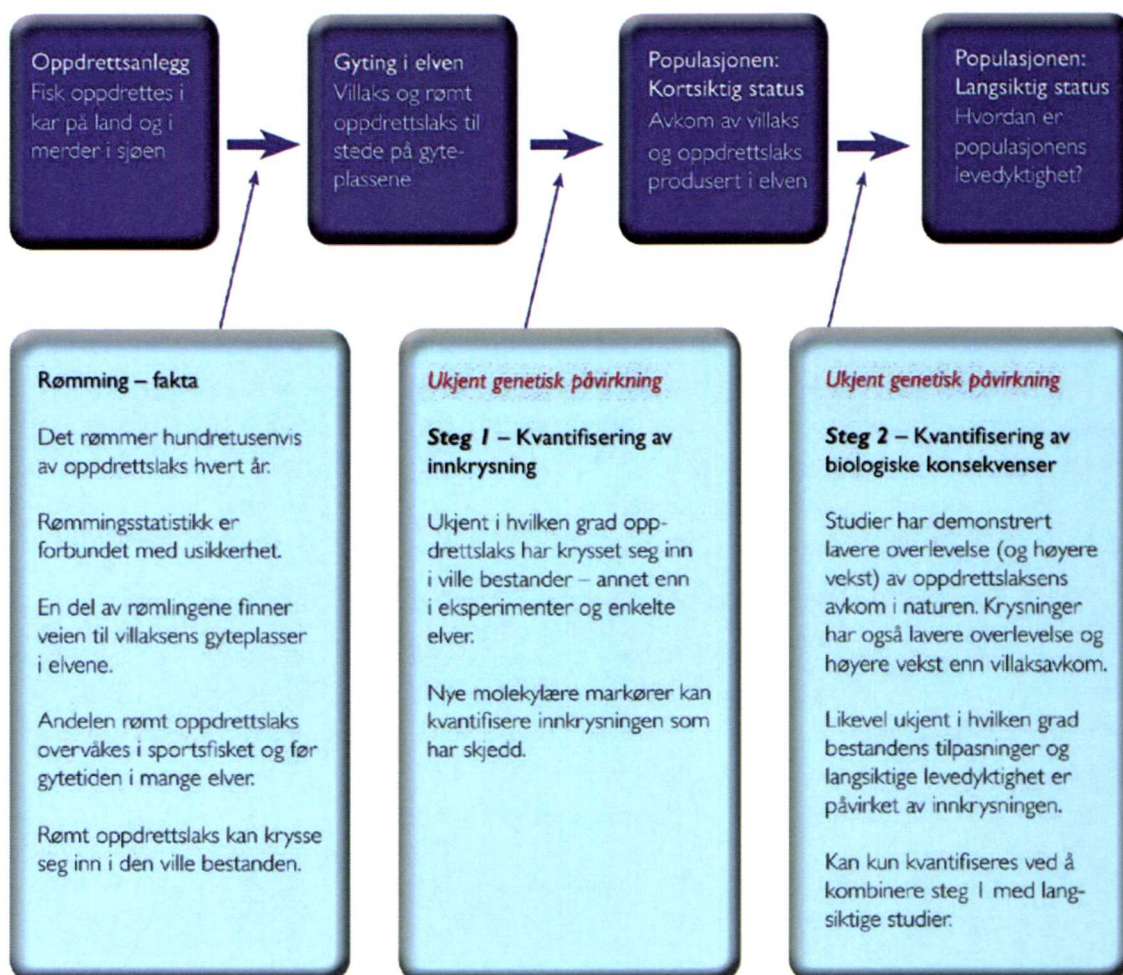 Oppdrettsanlegg
Fisk oppdrettes i
kar på land og i
merder i sjøen
Gyting i elven
Villaks og rømt
oppdrettslaks til
stede på gyte-
plassene
Populasjonen:
Kortsiktig status
Avkom av villaks
og oppdrettslaks
produsert i elven
Populasjonen:
Langsiktig status
Hvordan er
populasjonens
levedyktighet?
Rømming – fakta
Det rømmer hundretusenvis
av oppdrettslaks hvert år.
Rømmingsstatistikk er
forbundet med usikkerhet.
En del av rømlingene finner
veien til villaksens gyteplasser
i elvene.
Andelen rømt oppdrettslaks
overvåkes i sportsfisket og før
gytetiden i mange elver.
Rømt oppdrettslaks kan krysse
seg inn i den ville bestanden.
Ukjent genetisk påvirkning
Steg 1 – Kvantifisering av
innkrysning
Ukjent i hvilken grad opp-
drettslaks har krysset seg inn
i ville bestander – annet enn
i eksperimenter og enkelte
elver.
Nye molekylære markører kan
kvantifisere innkrysningen som
har skjedd.
Ukjent genetisk påvirkning
Steg 2 – Kvantifisering av
biologiske konsekvenser
Studier har demonstrert
lavere overlevelse (og høyere
vekst) av oppdrettslaksens
avkom i naturen. Krysninger
har også lavere overlevelse og
høyere vekst enn villaksavkom.
Likevel ukjent i hvilken grad
bestandens tilpasninger og
langsiktige levedyktighet er
påvirket av innkrysningen.
Kan kun kvantifiseres ved å
kombinere steg 1 med lang-
siktige studier.